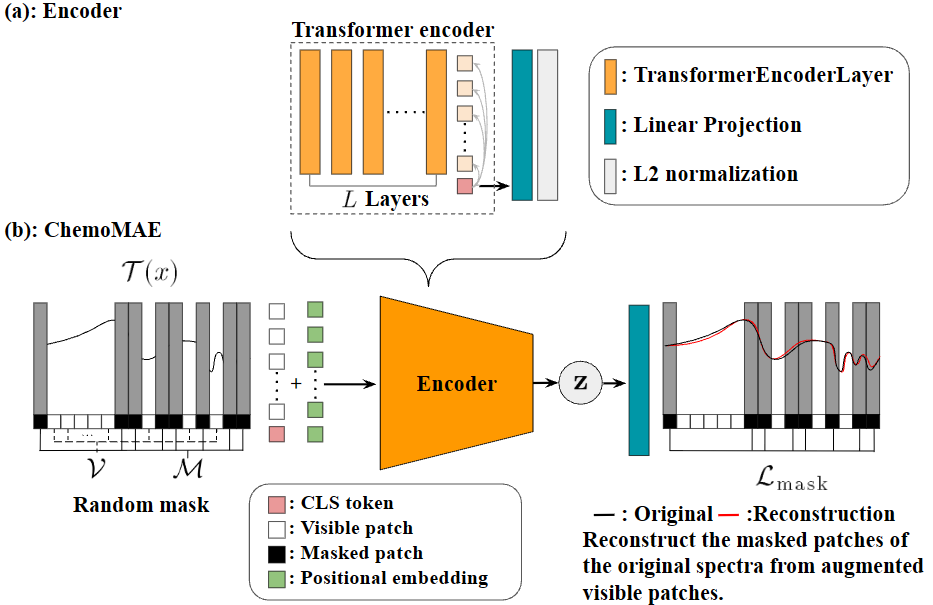 (a): Encoder
Transformer encoder
L Layers
: TransformerEncoderLayer
: Linear Projection
: L2 normalization
(b): ChemoMAE
𝒯(x)
...
𝒱
ℳ
Random mask
+
Encoder
z
ℒmask
: CLS token
: Visible patch
: Masked patch
: Positional embedding
: Original
:Reconstruction
Reconstruct the masked patches of
the original spectra from augmented
visible patches.